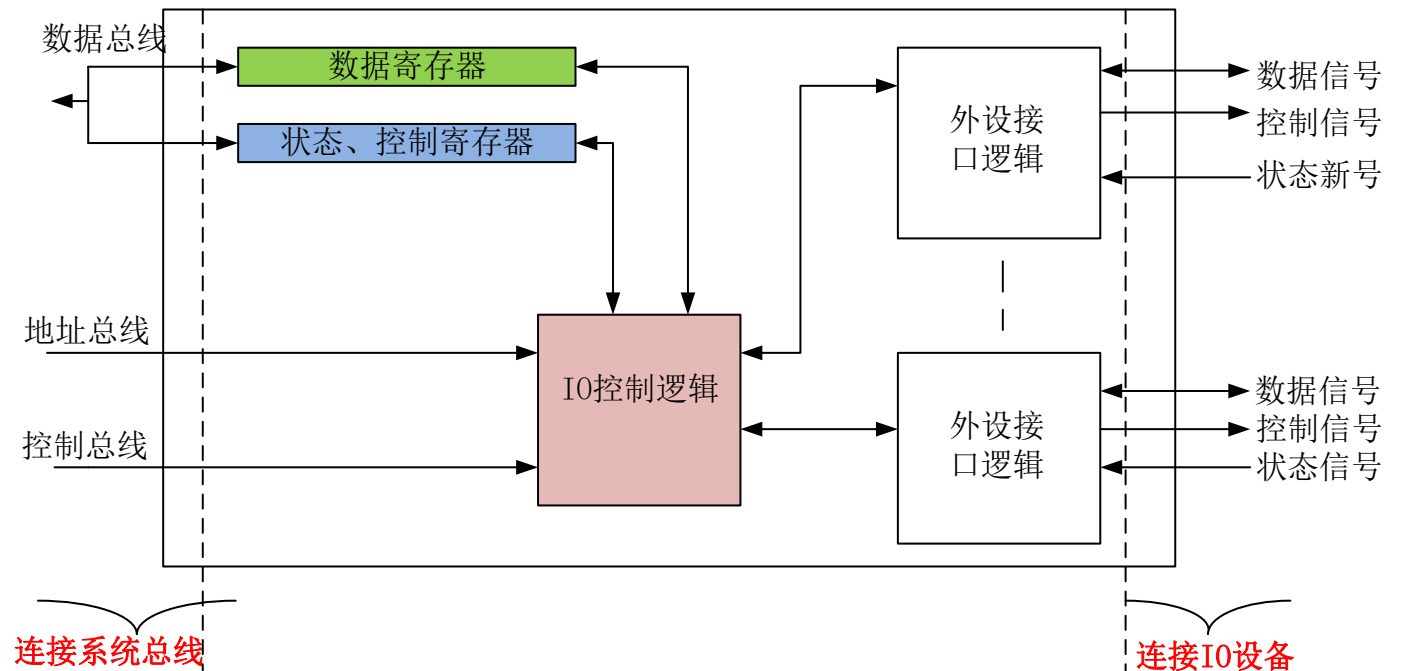 数据总线
数据寄存器
状态、控制寄存器
外设接
口逻辑
数据信号
控制信号
状态新号
地址总线
控制总线
IO控制逻辑
外设接
口逻辑
数据信号
控制信号
状态信号
连接系统总线
连接IO设备